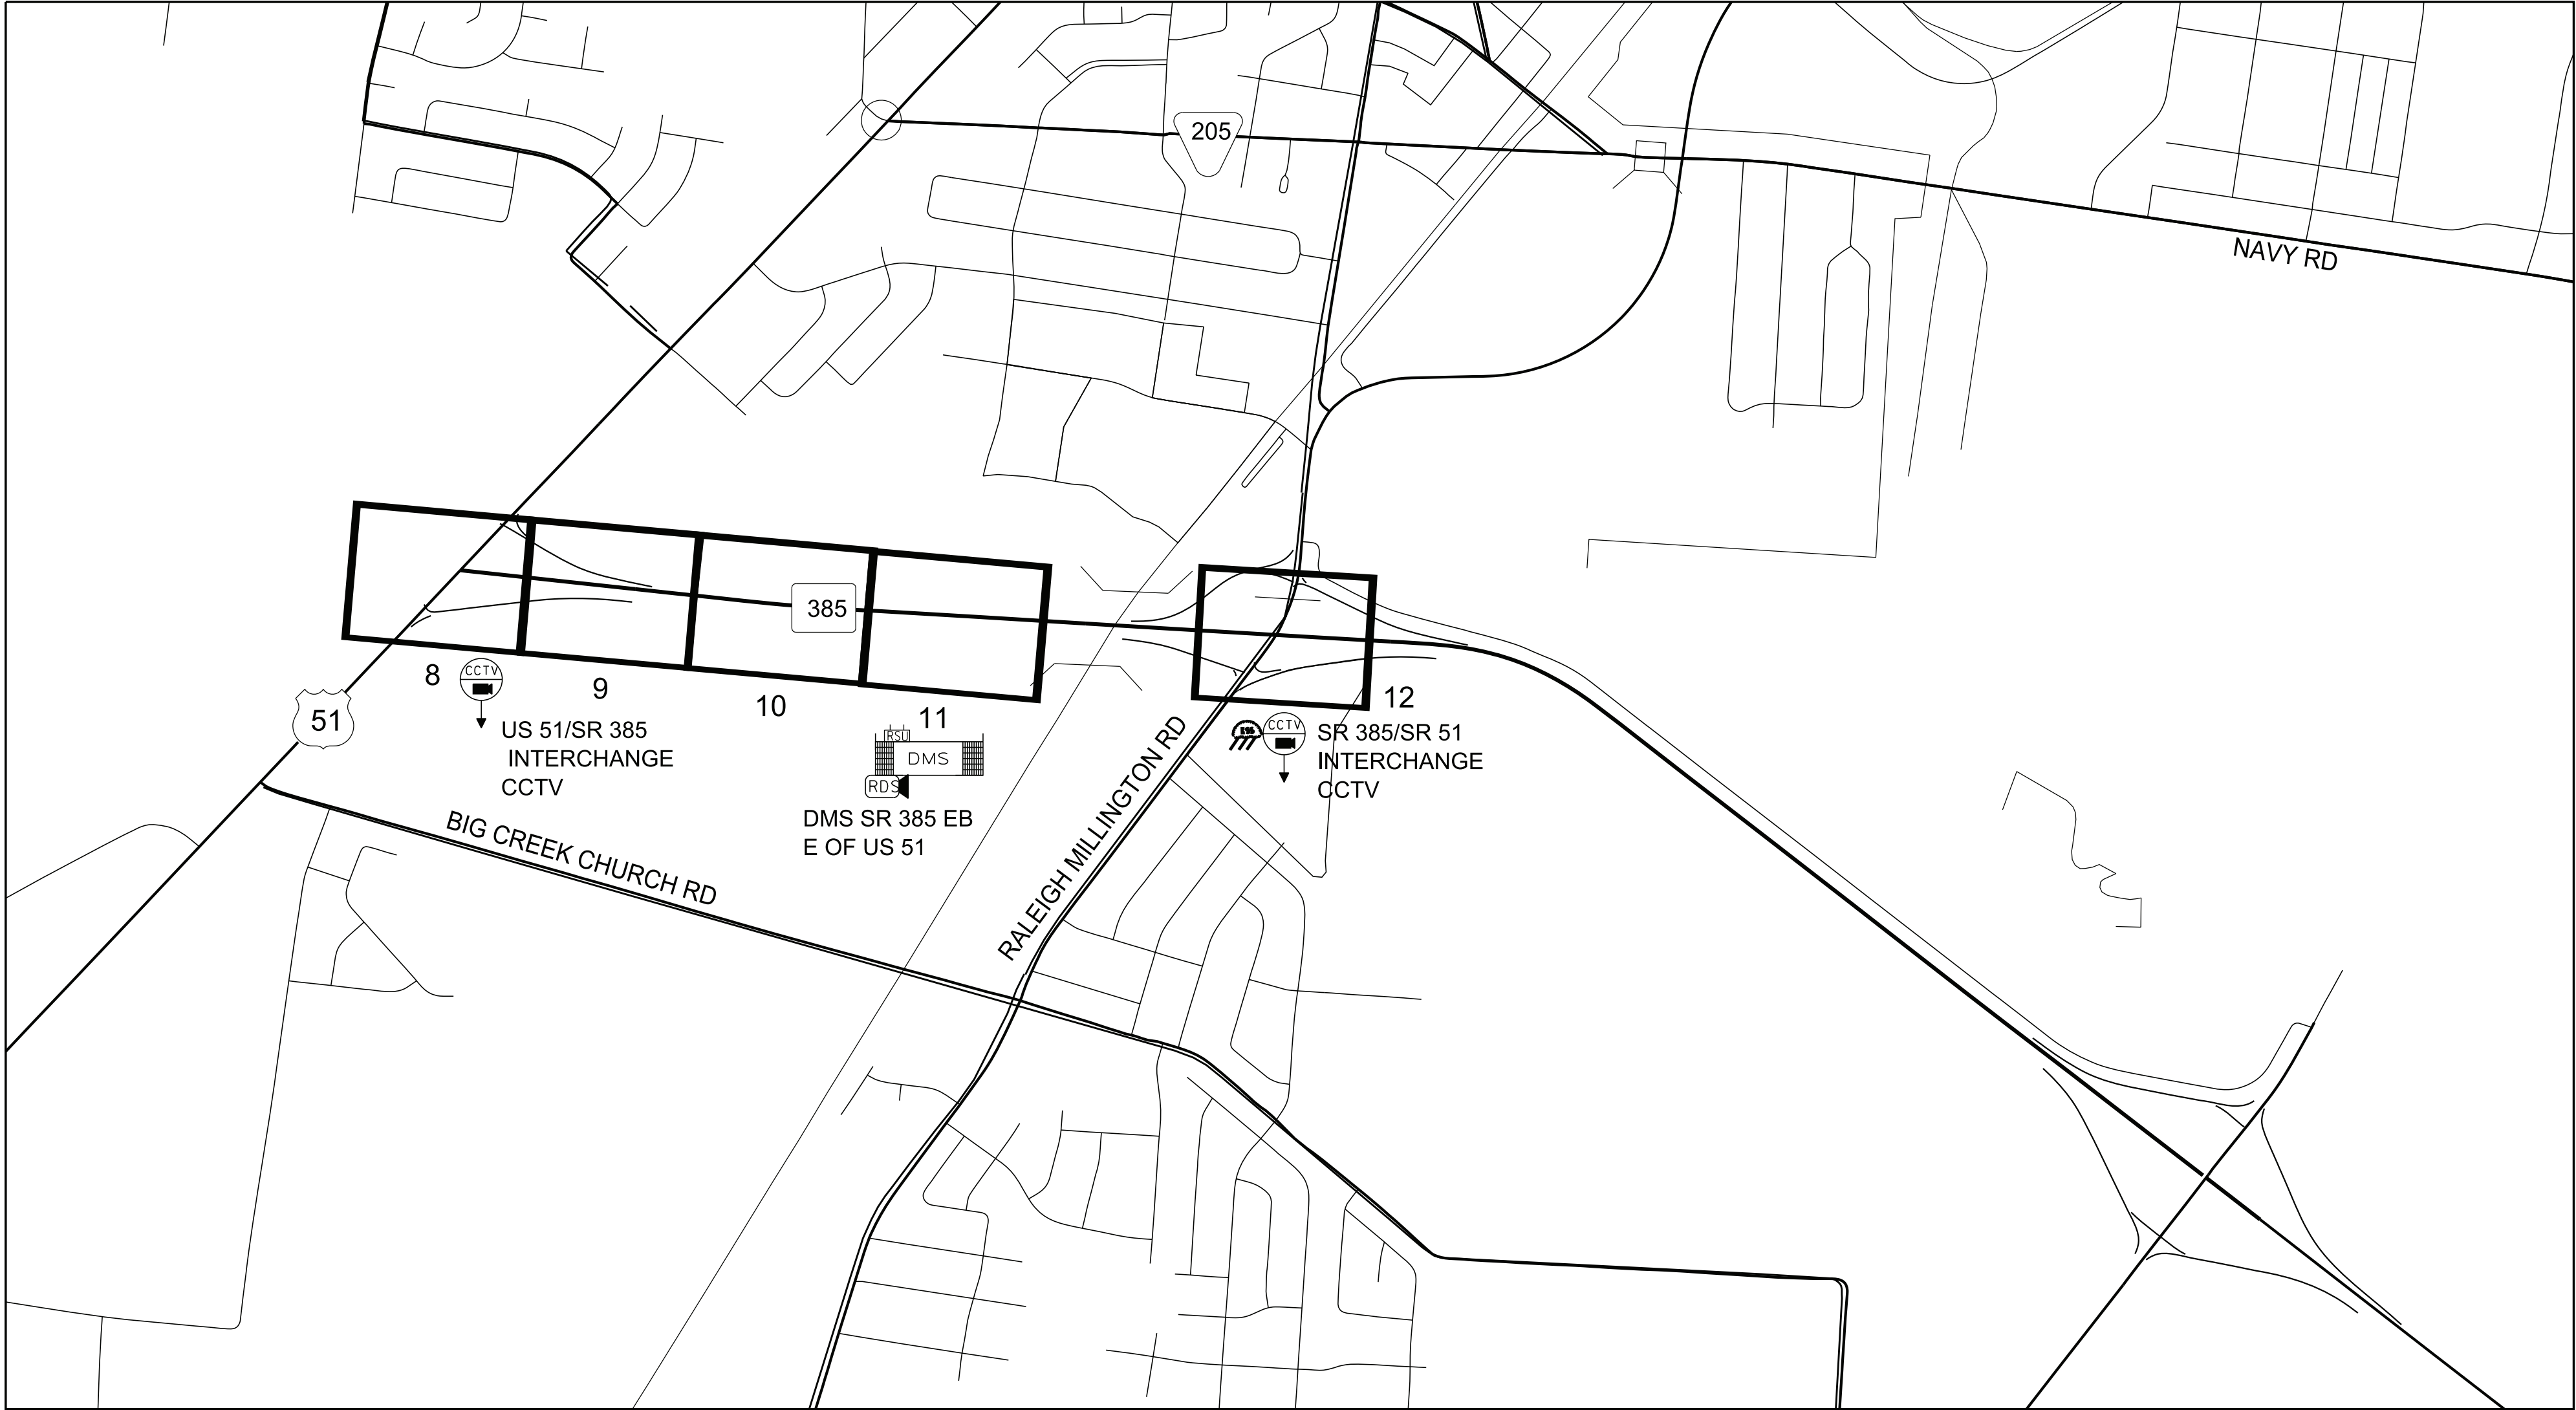 205
NAVY RD
385
8
CCTV
9
10
11
12
51
US 51/SR 385
INTERCHANGE
CCTV
RSU
DMS
RDS
DMS SR 385 EB
E OF US 51
CCTV
SR 385/SR 51
INTERCHANGE
CCTV
RALEIGH MILLINGTON RD
BIG CREEK CHURCH RD